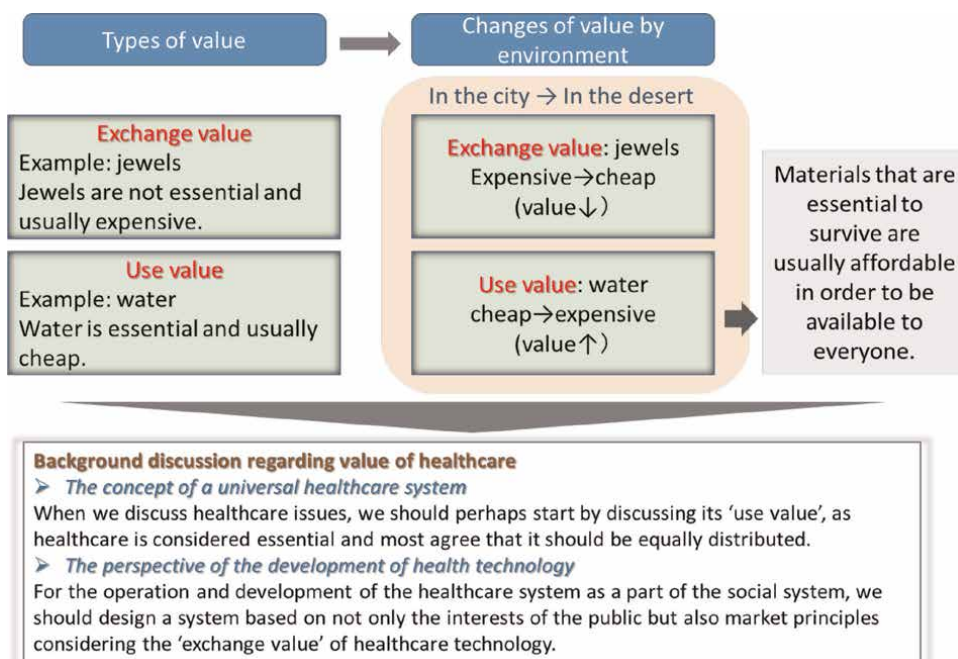 Types of value
Changes of value by
environment
In the city → In the desert
Exchange value
Example: jewels
Jewels are not essential and
usually expensive.
Exchange value: jewels
Expensive→cheap
(value↓)
Use value
Example: water
Water is essential and usually
cheap.
Use value: water
cheap→expensive
(value↑)
Materials that are
essential to
survive are
usually affordable
in order to be
available to
everyone.
Background discussion regarding value of healthcare
➢ The concept of a universal healthcare system
When we discuss healthcare issues, we should perhaps start by discussing its ‘use value’, as
healthcare is considered essential and most agree that it should be equally distributed.
➢ The perspective of the development of health technology
For the operation and development of the healthcare system as a part of the social system, we
should design a system based on not only the interests of the public but also market principles
considering the ‘exchange value’ of healthcare technology.